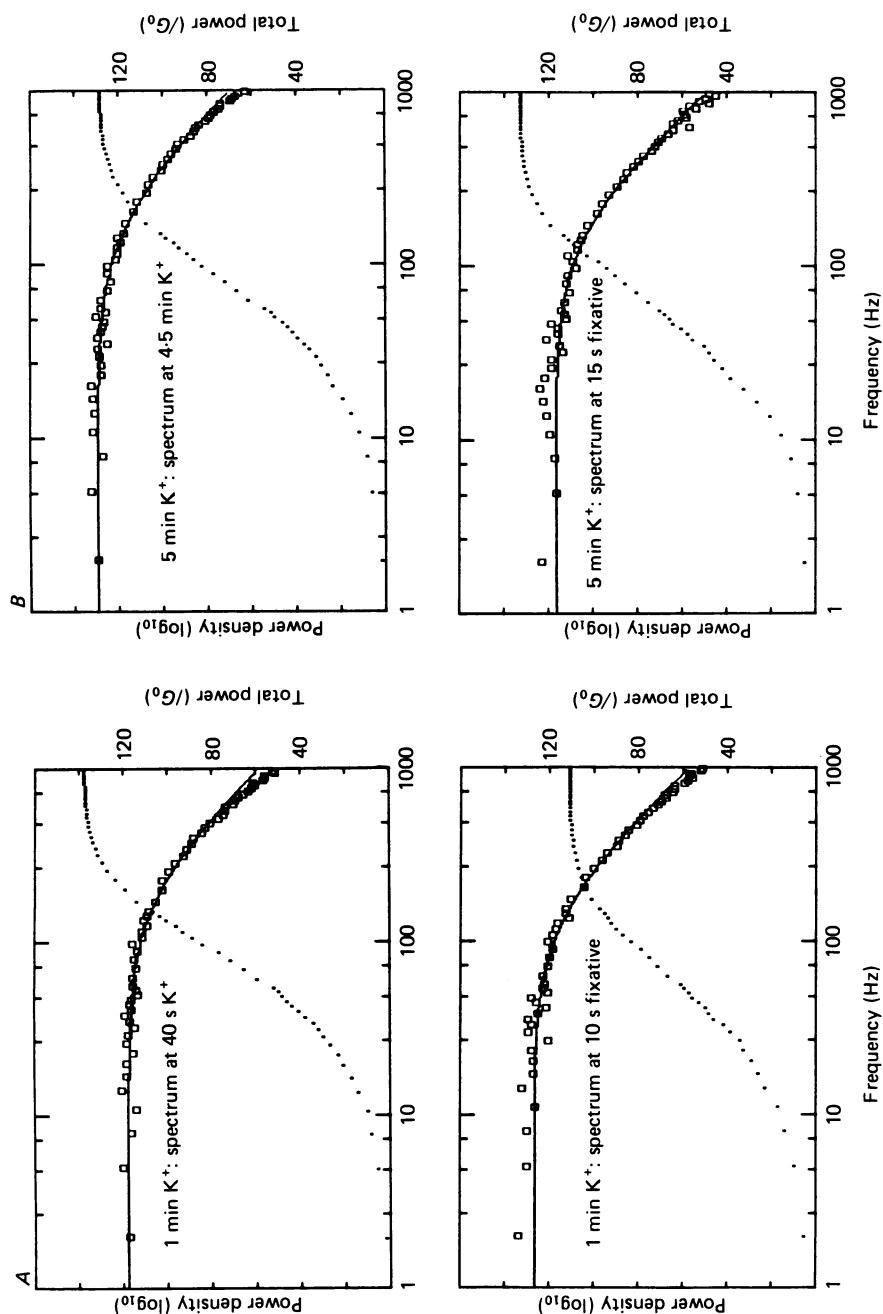 A
Power density (log₁₀)
1 min K⁺: spectrum at 40 s K⁺
1 10 100 1000
120
80
40
Total power (/G₀)
B
Power density (log₁₀)
5 min K⁺: spectrum at 4·5 min K⁺
1 10 100 1000
120
80
40
Total power (/G₀)
Power density (log₁₀)
1 min K⁺: spectrum at 10 s fixative
1 10 100 1000
Frequency (Hz)
120
80
40
Total power (/G₀)
Power density (log₁₀)
5 min K⁺: spectrum at 15 s fixative
1 10 100 1000
Frequency (Hz)
120
80
40
Total power (/G₀)